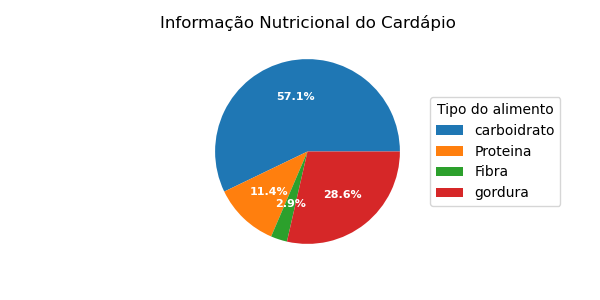 Informação Nutricional do Cardápio
57.1%
11.4%
2.9%
28.6%
Tipo do alimento
carboidrato
Proteina
Fibra
gordura